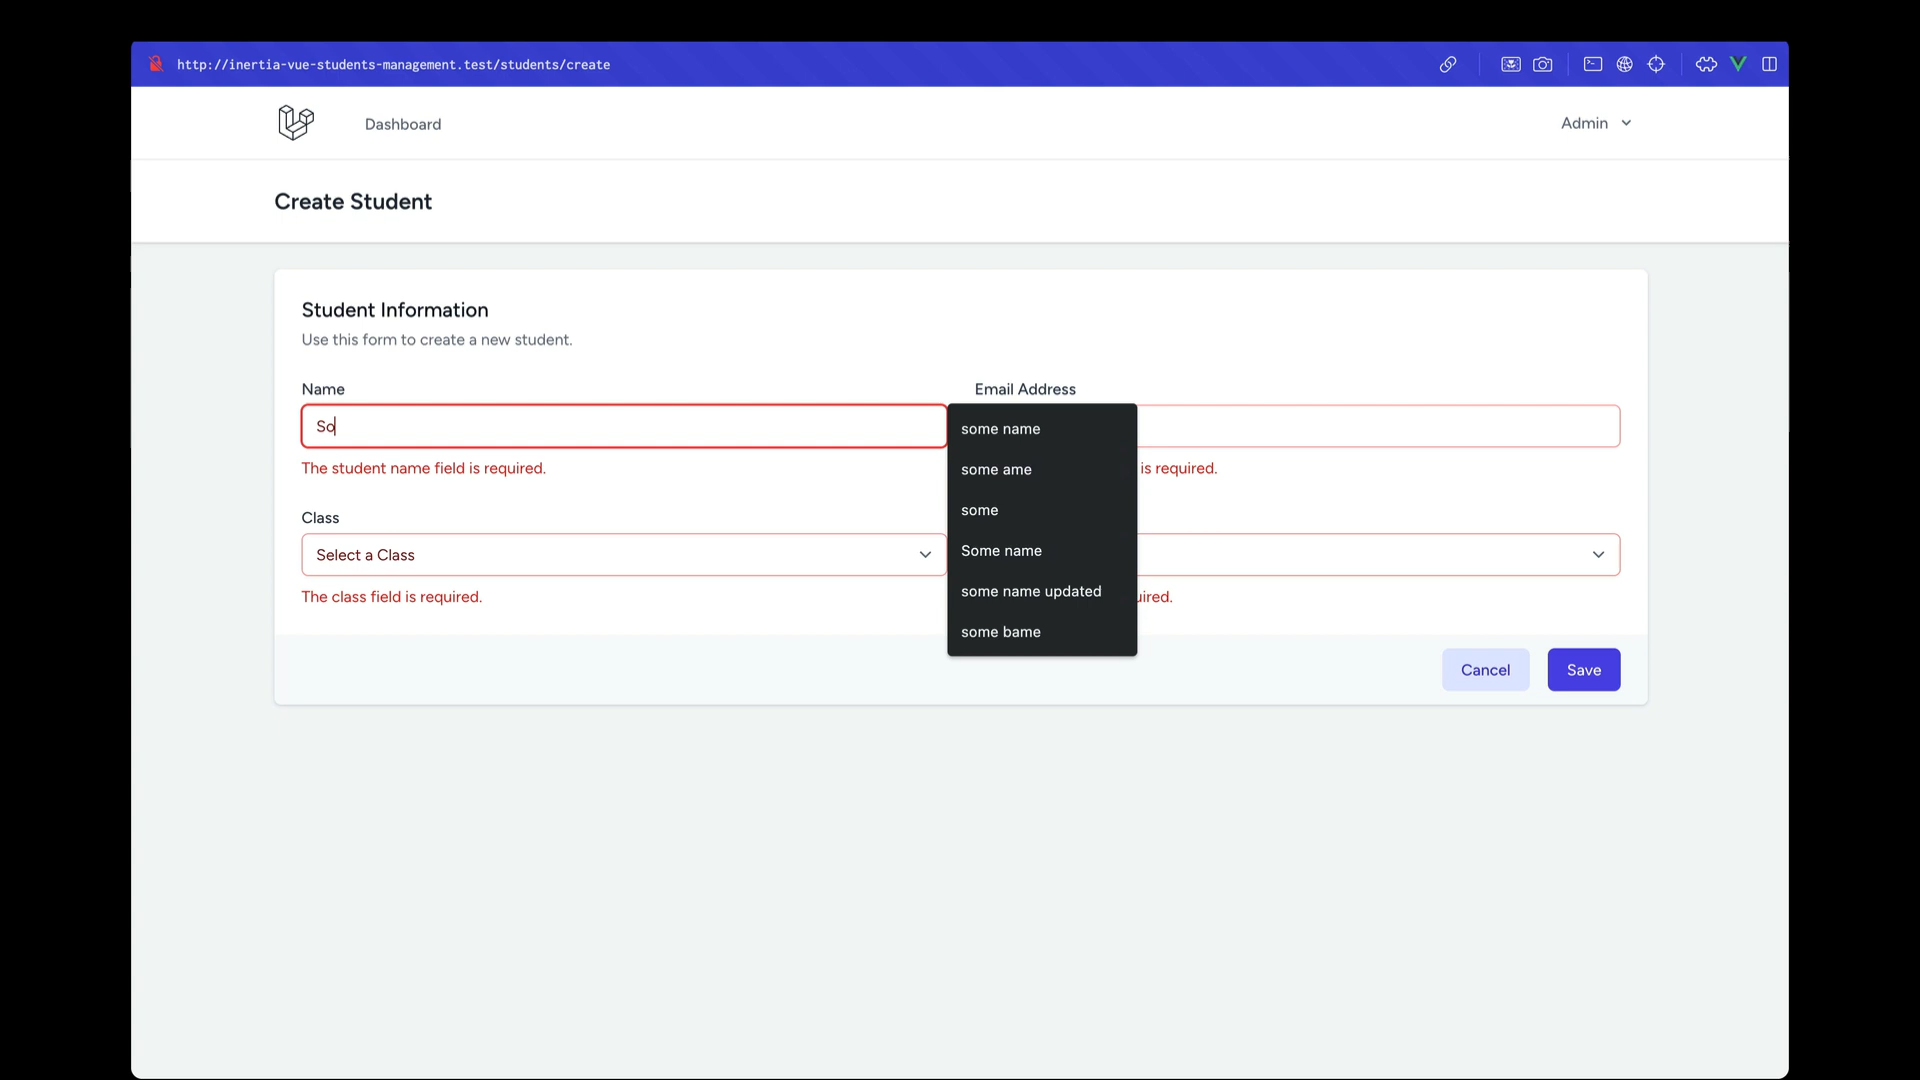 http://inertia-vue-students-management.test/students/create
Dashboard
Admin
Create Student
Student Information
Use this form to create a new student.
Name
Email Address
So
The student name field is required.
is required.
Class
Select a Class
The class field is required.
uired.
some name
some ame
some
Some name
some name updated
some bame
Cancel
Save